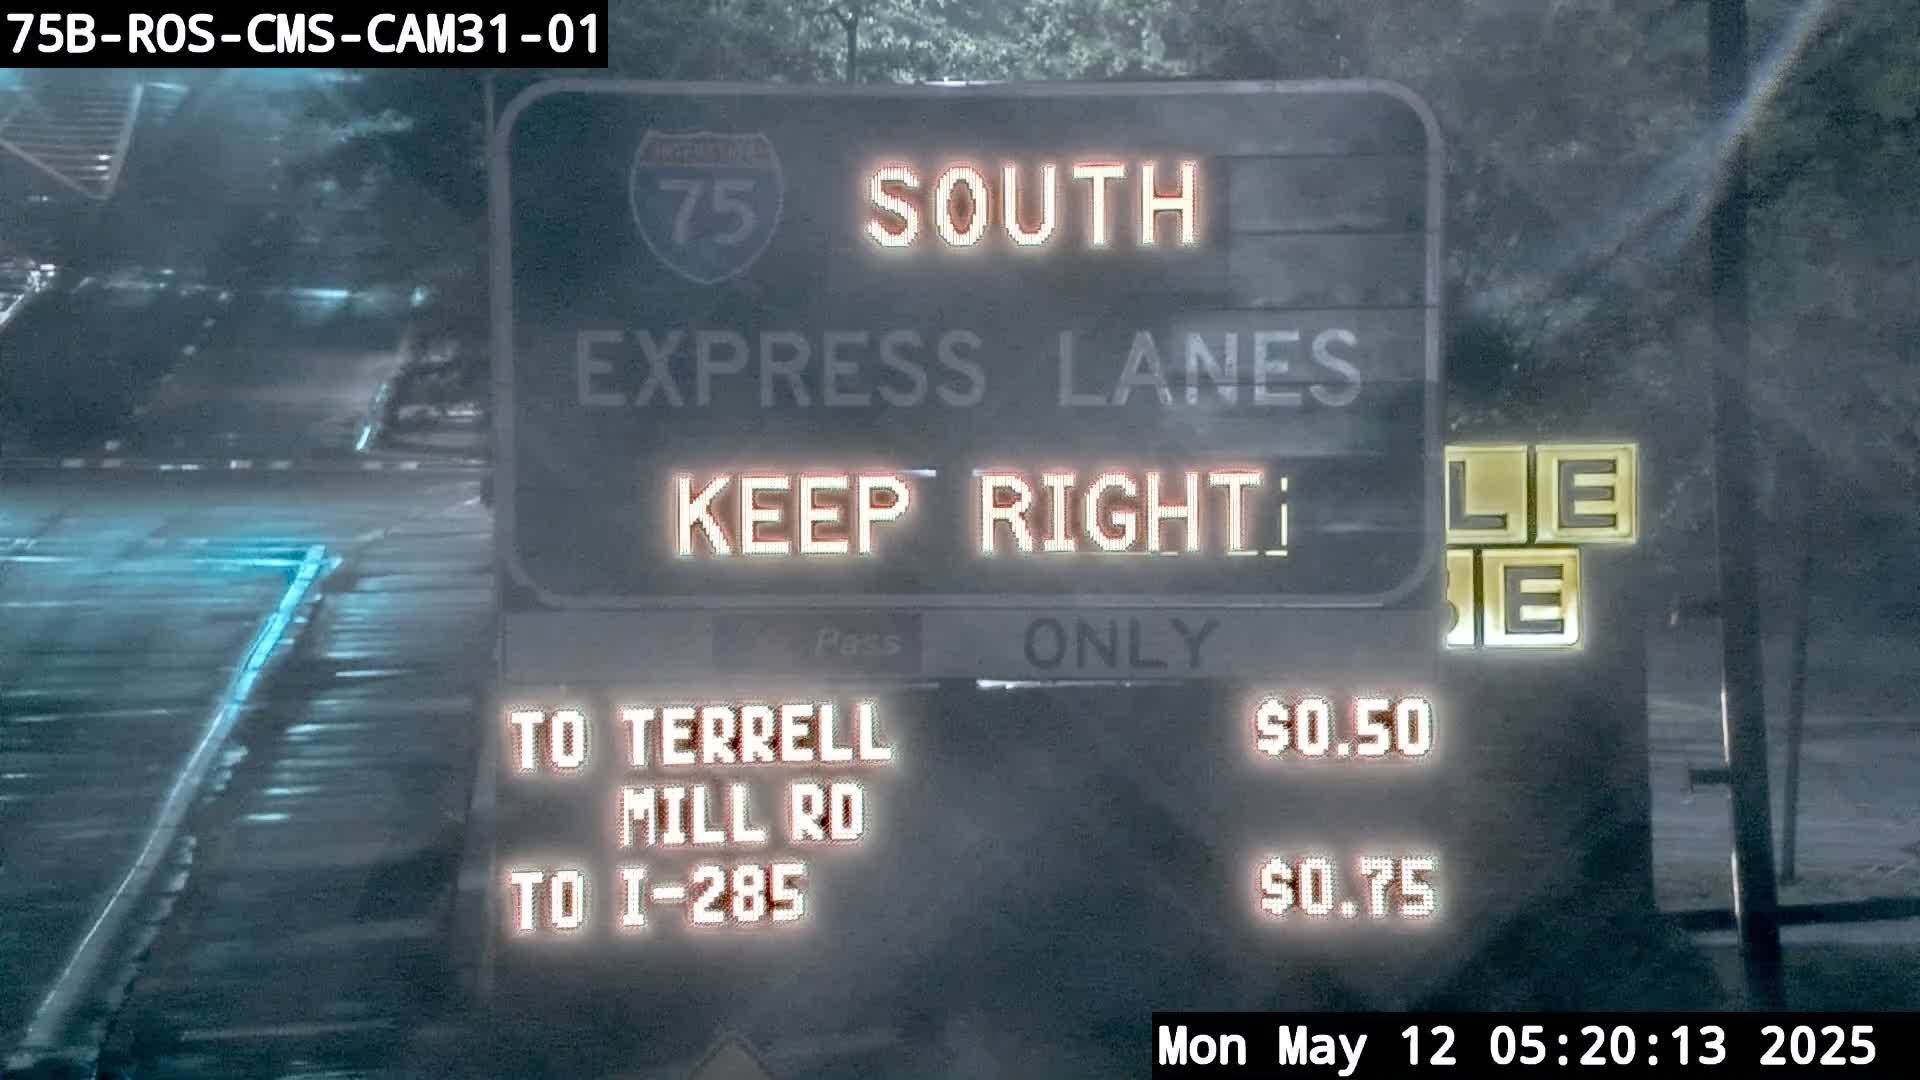 75B-ROS-CMS-CAM31-01
INTERSTATE
75 SOUTH
EXPRESS LANES
KEEP RIGHT
LE
E
Pass ONLY
TO TERRELL $0.50
MILL RD
TO I-285 $0.75
Mon May 12 05:20:13 2025